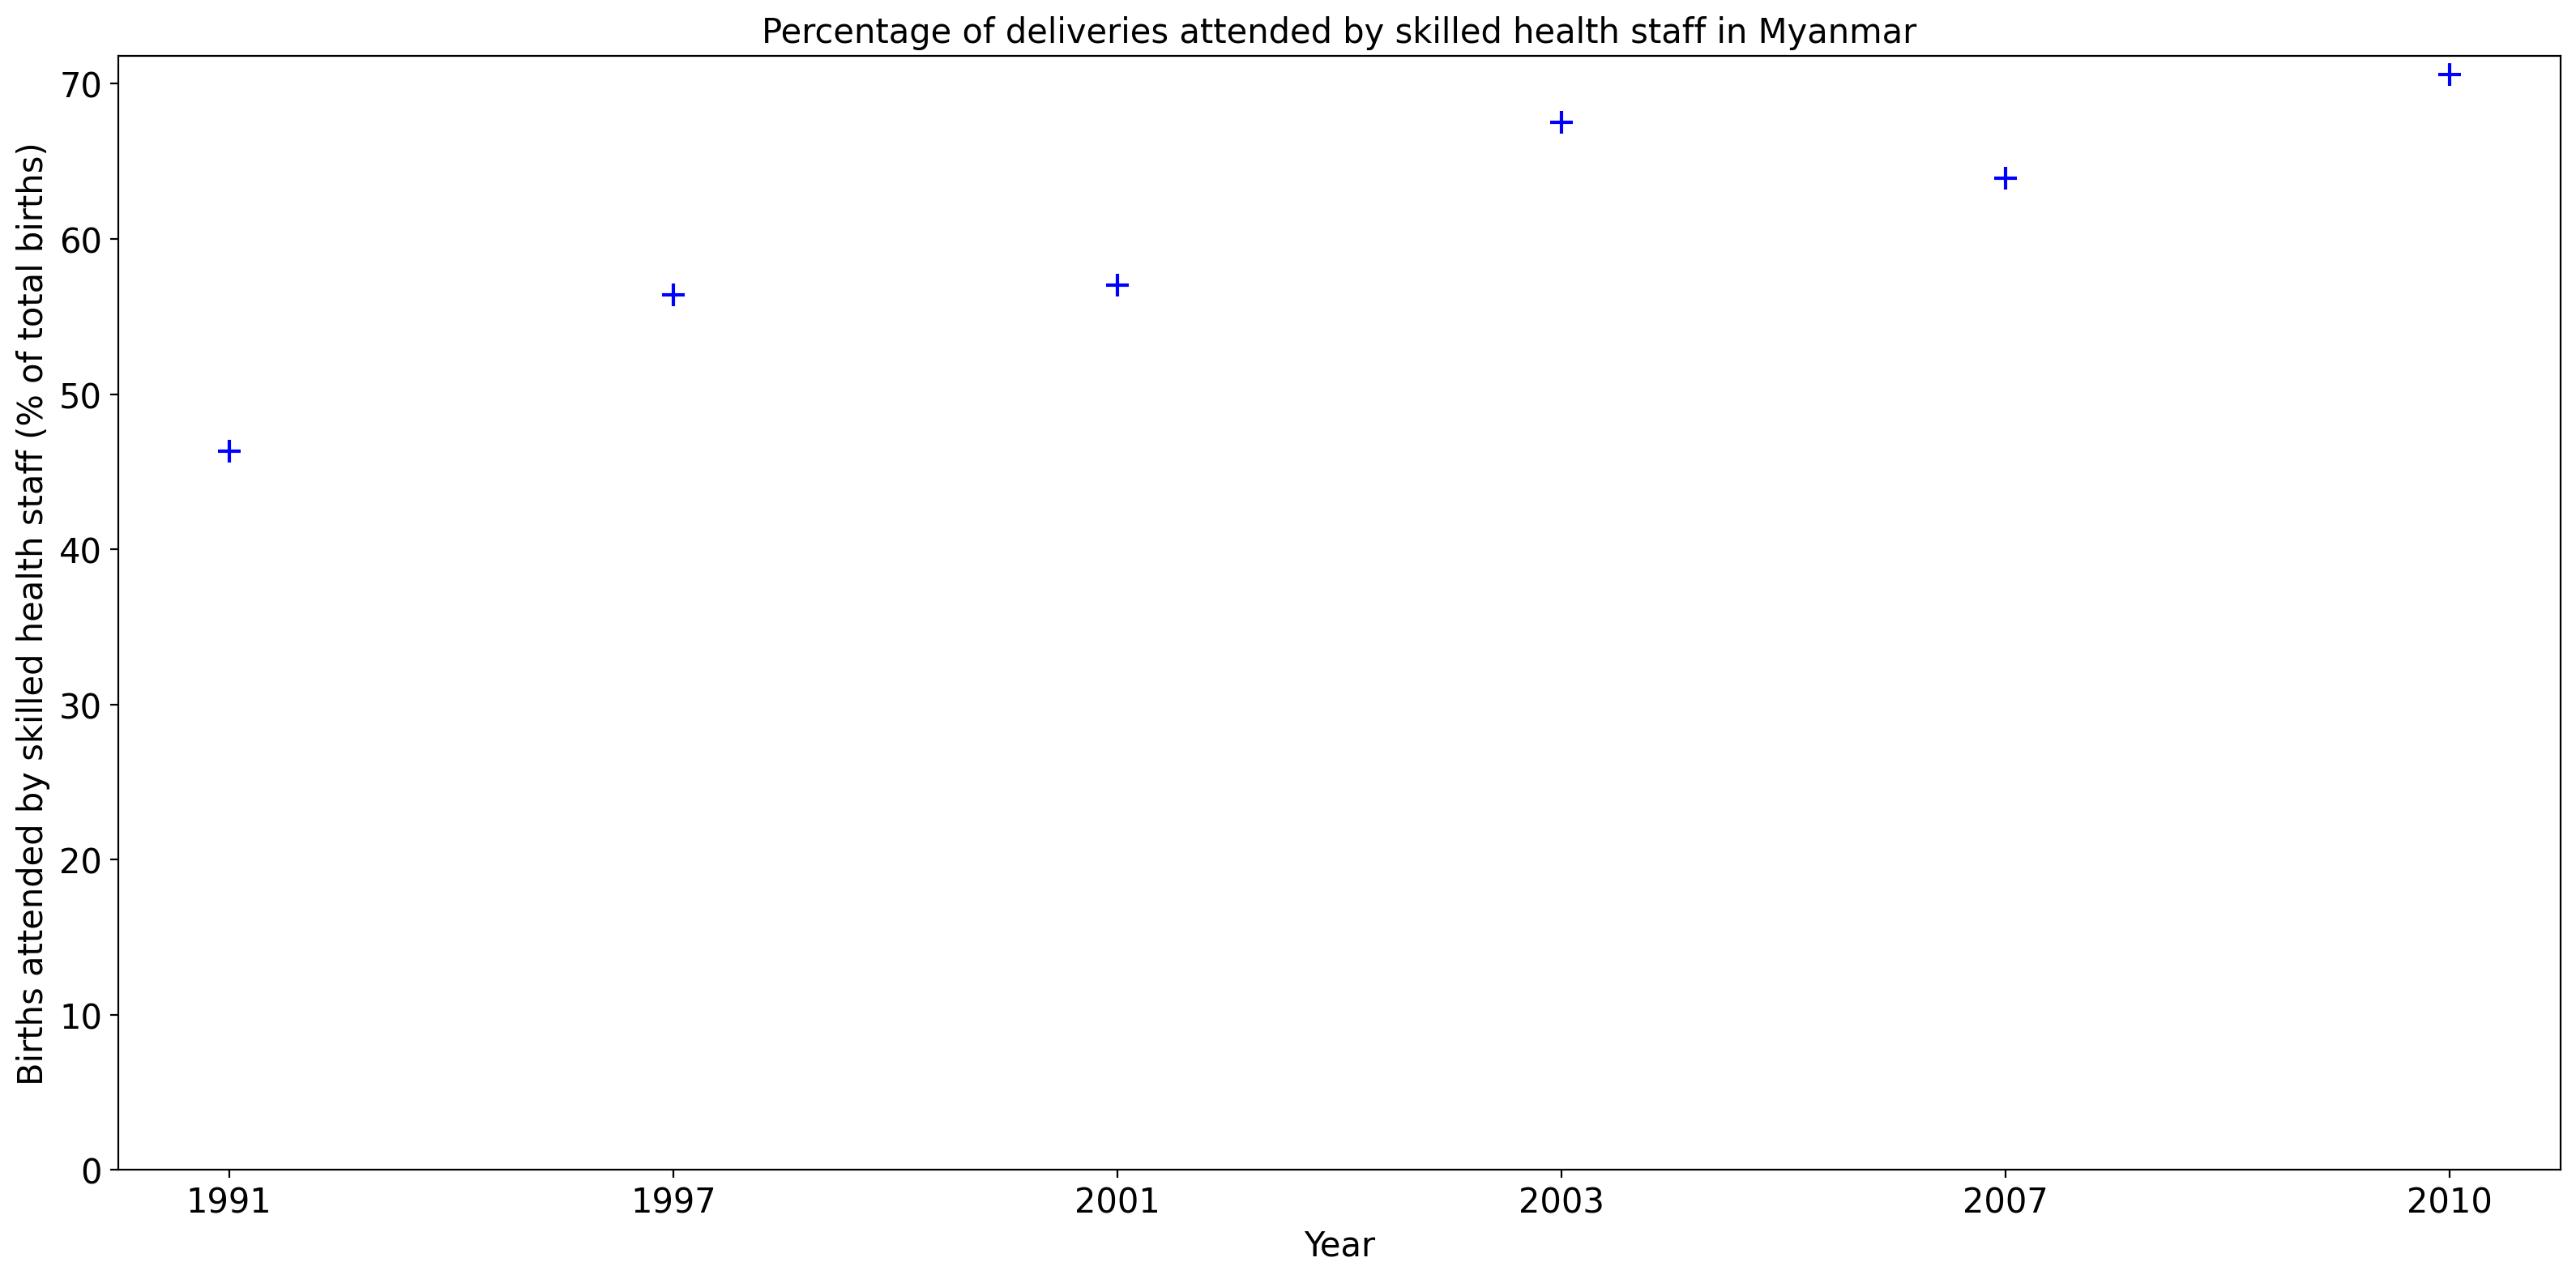 Percentage of deliveries attended by skilled health staff in Myanmar
Births attended by skilled health staff (% of total births)
70
60
50
40
30
20
10
0
1991 1997 2001 2003 2007 2010
Year